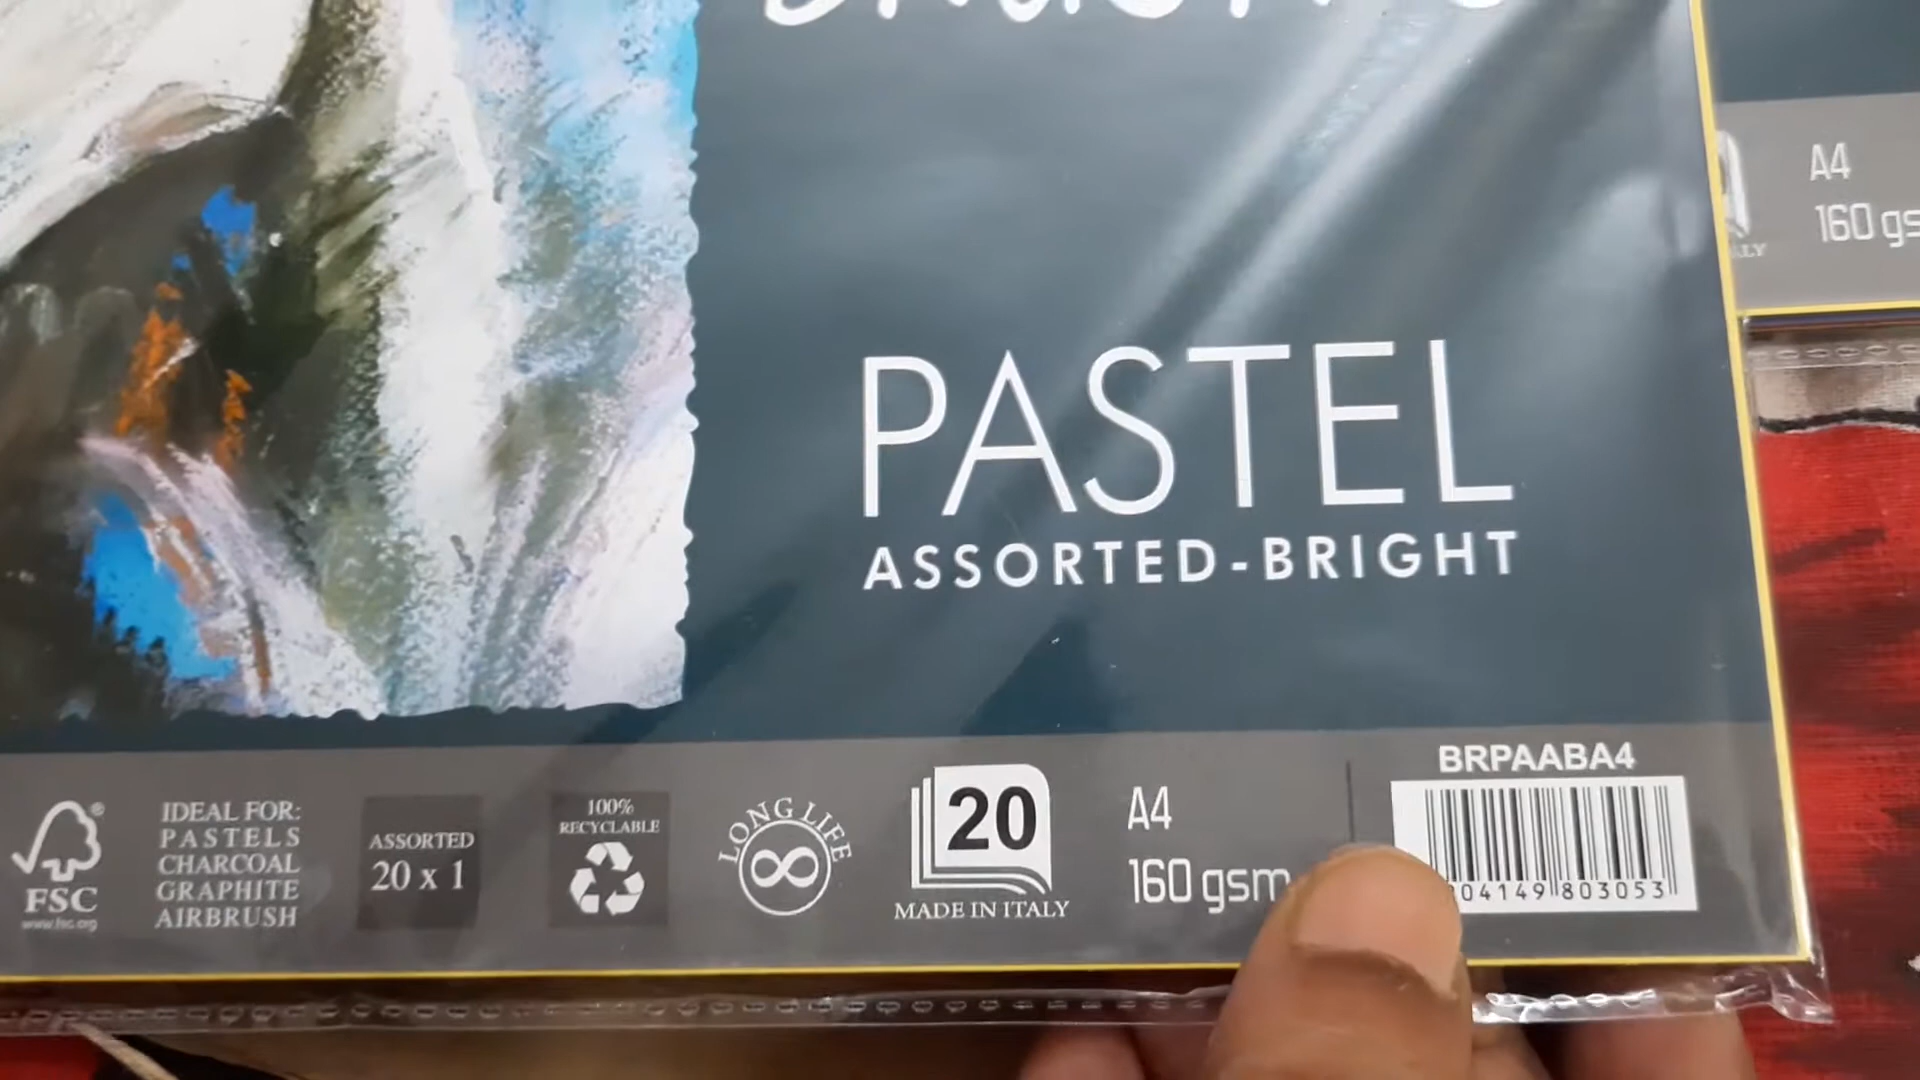 PASTEL
ASSORTED-BRIGHT
BRPAABA4
FSC
www.fsc.org
IDEAL FOR:
PASTELS
CHARCOAL
GRAPHITE
AIRBRUSH
ASSORTED
20 x 1
100%
RECYCLABLE
LONG LIFE
20
MADE IN ITALY
A4
160 gsm
04149 803053
A4
160 gs